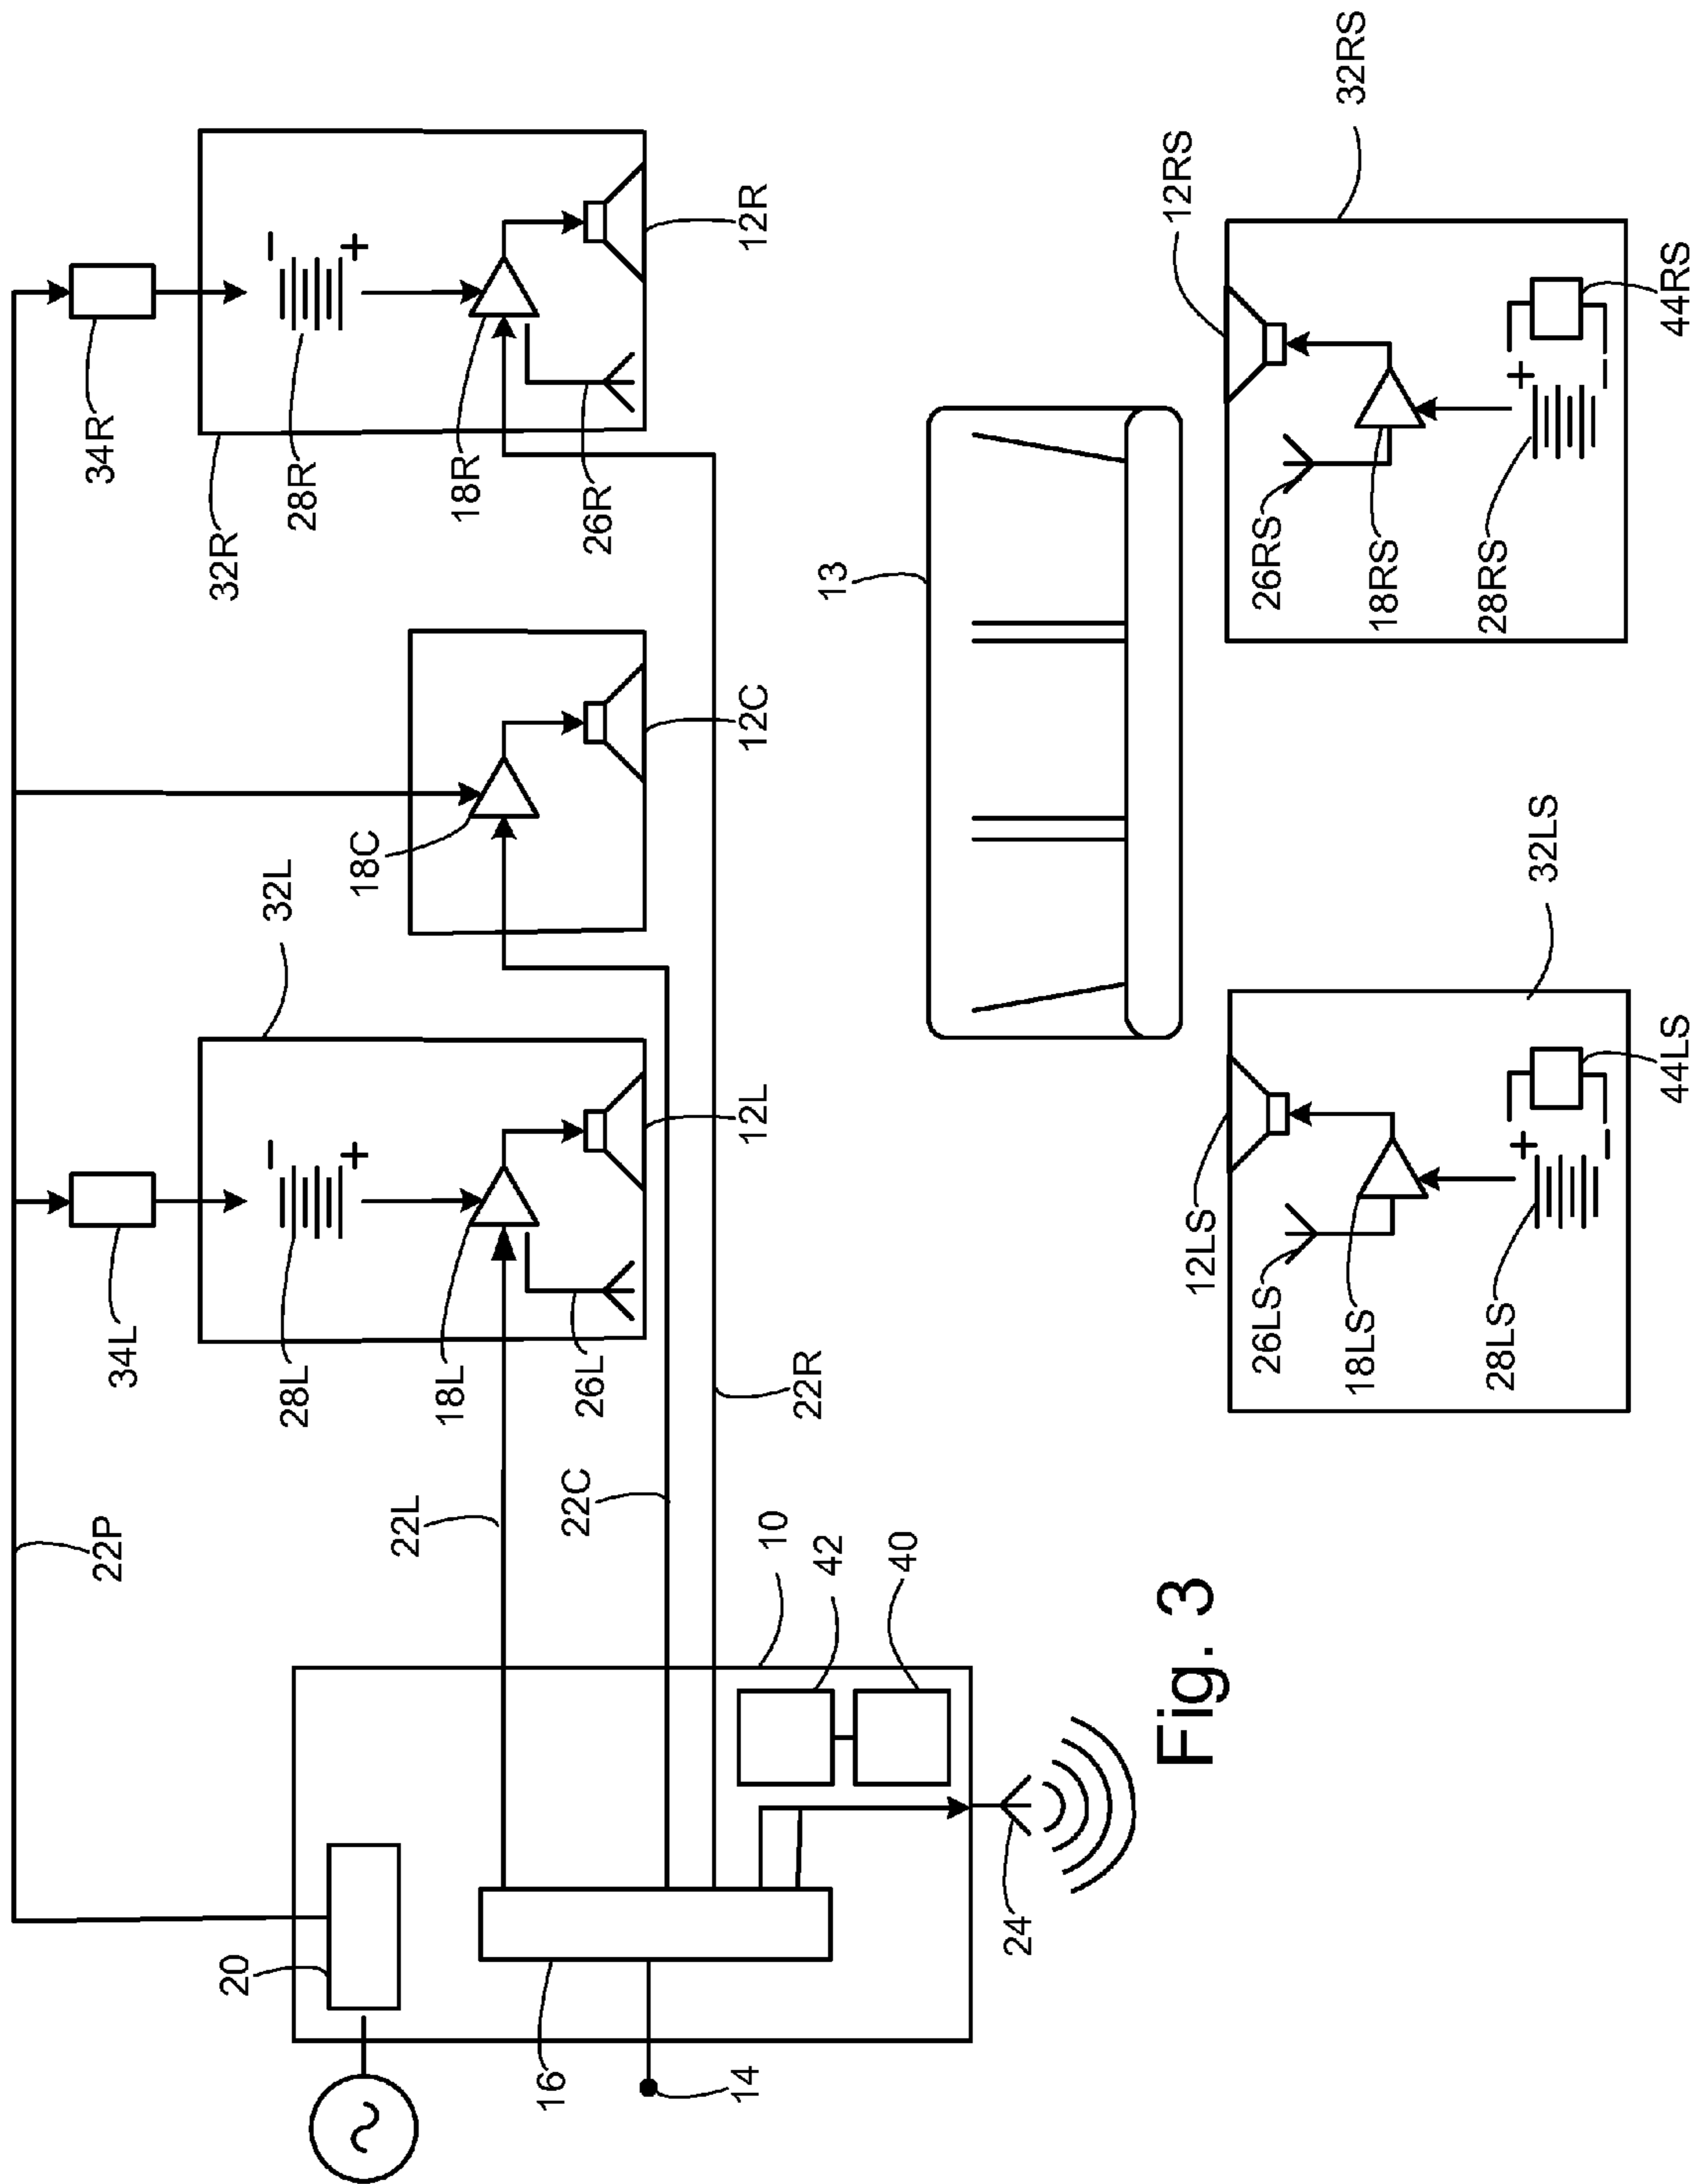 22P
34L
34R
32L
32R
28L
28R
18L
18C
18R
26L
26R
12L
12C
12R
-
+
-
+
20
16
14
22L
22C
22R
10
42
40
24
13
12LS
26LS
18LS
28LS
32LS
44LS
+
-
12RS
26RS
18RS
28RS
32RS
44RS
+
-
Fig. 3